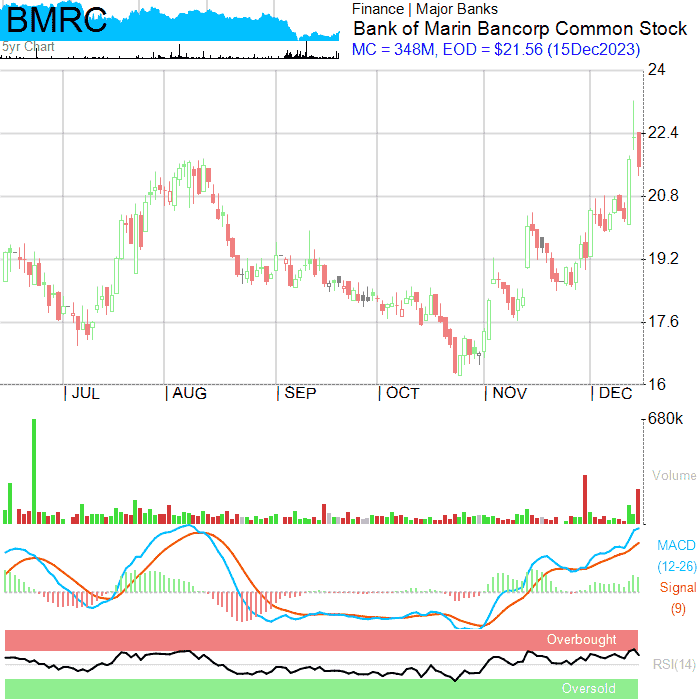 BMRC
5yr Chart
Finance | Major Banks
Bank of Marin Bancorp Common Stock
MC = 348M, EOD = $21.56 (15Dec2023)
24
22.4
20.8
19.2
17.6
16
| JUL | AUG | SEP | OCT | NOV | DEC
680k
Volume
MACD
(12-26)
Signal
(9)
Overbought
RSI(14)
Oversold